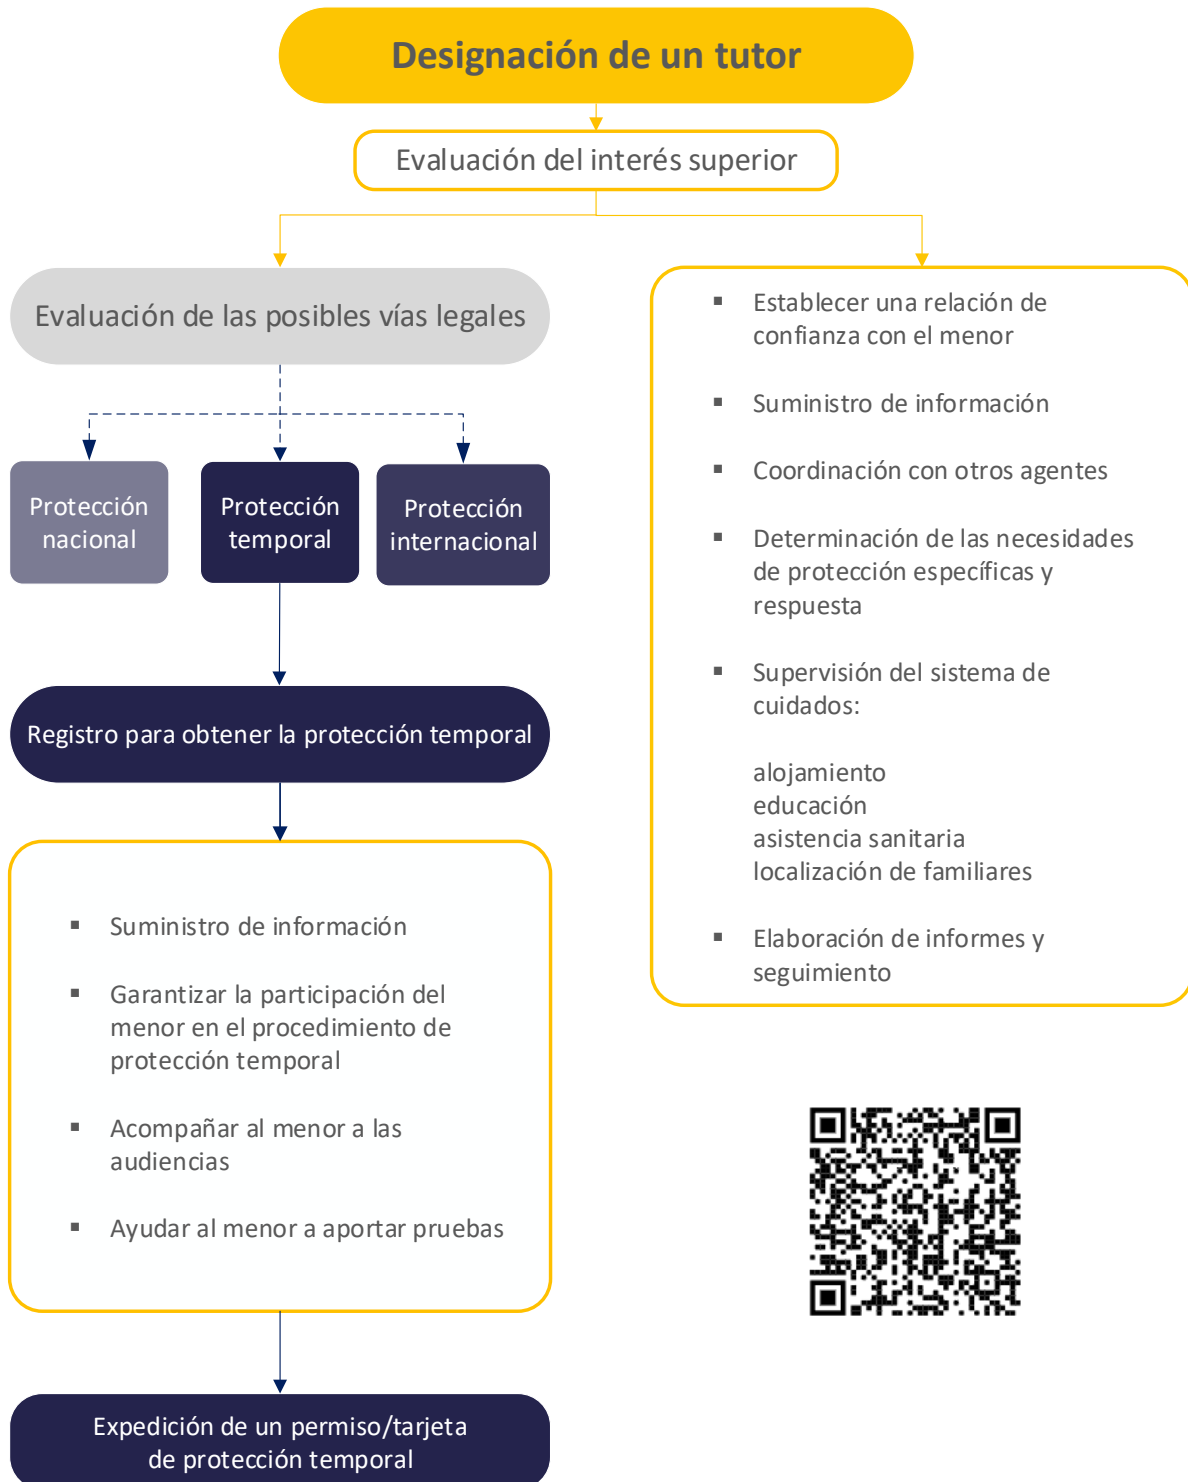 Designación de un tutor
Evaluación del interés superior
Evaluación de las posibles vías legales
Protección
nacional
Protección
temporal
Protección
internacional
Registro para obtener la protección temporal
▪ Suministro de información
▪ Garantizar la participación del
menor en el procedimiento de
protección temporal
▪ Acompañar al menor a las
audiencias
▪ Ayudar al menor a aportar pruebas
Expedición de un permiso/tarjeta
de protección temporal
▪ Establecer una relación de
confianza con el menor
▪ Suministro de información
▪ Coordinación con otros agentes
▪ Determinación de las necesidades
de protección específicas y
respuesta
▪ Supervisión del sistema de
cuidados:
alojamiento
educación
asistencia sanitaria
localización de familiares
▪ Elaboración de informes y
seguimiento